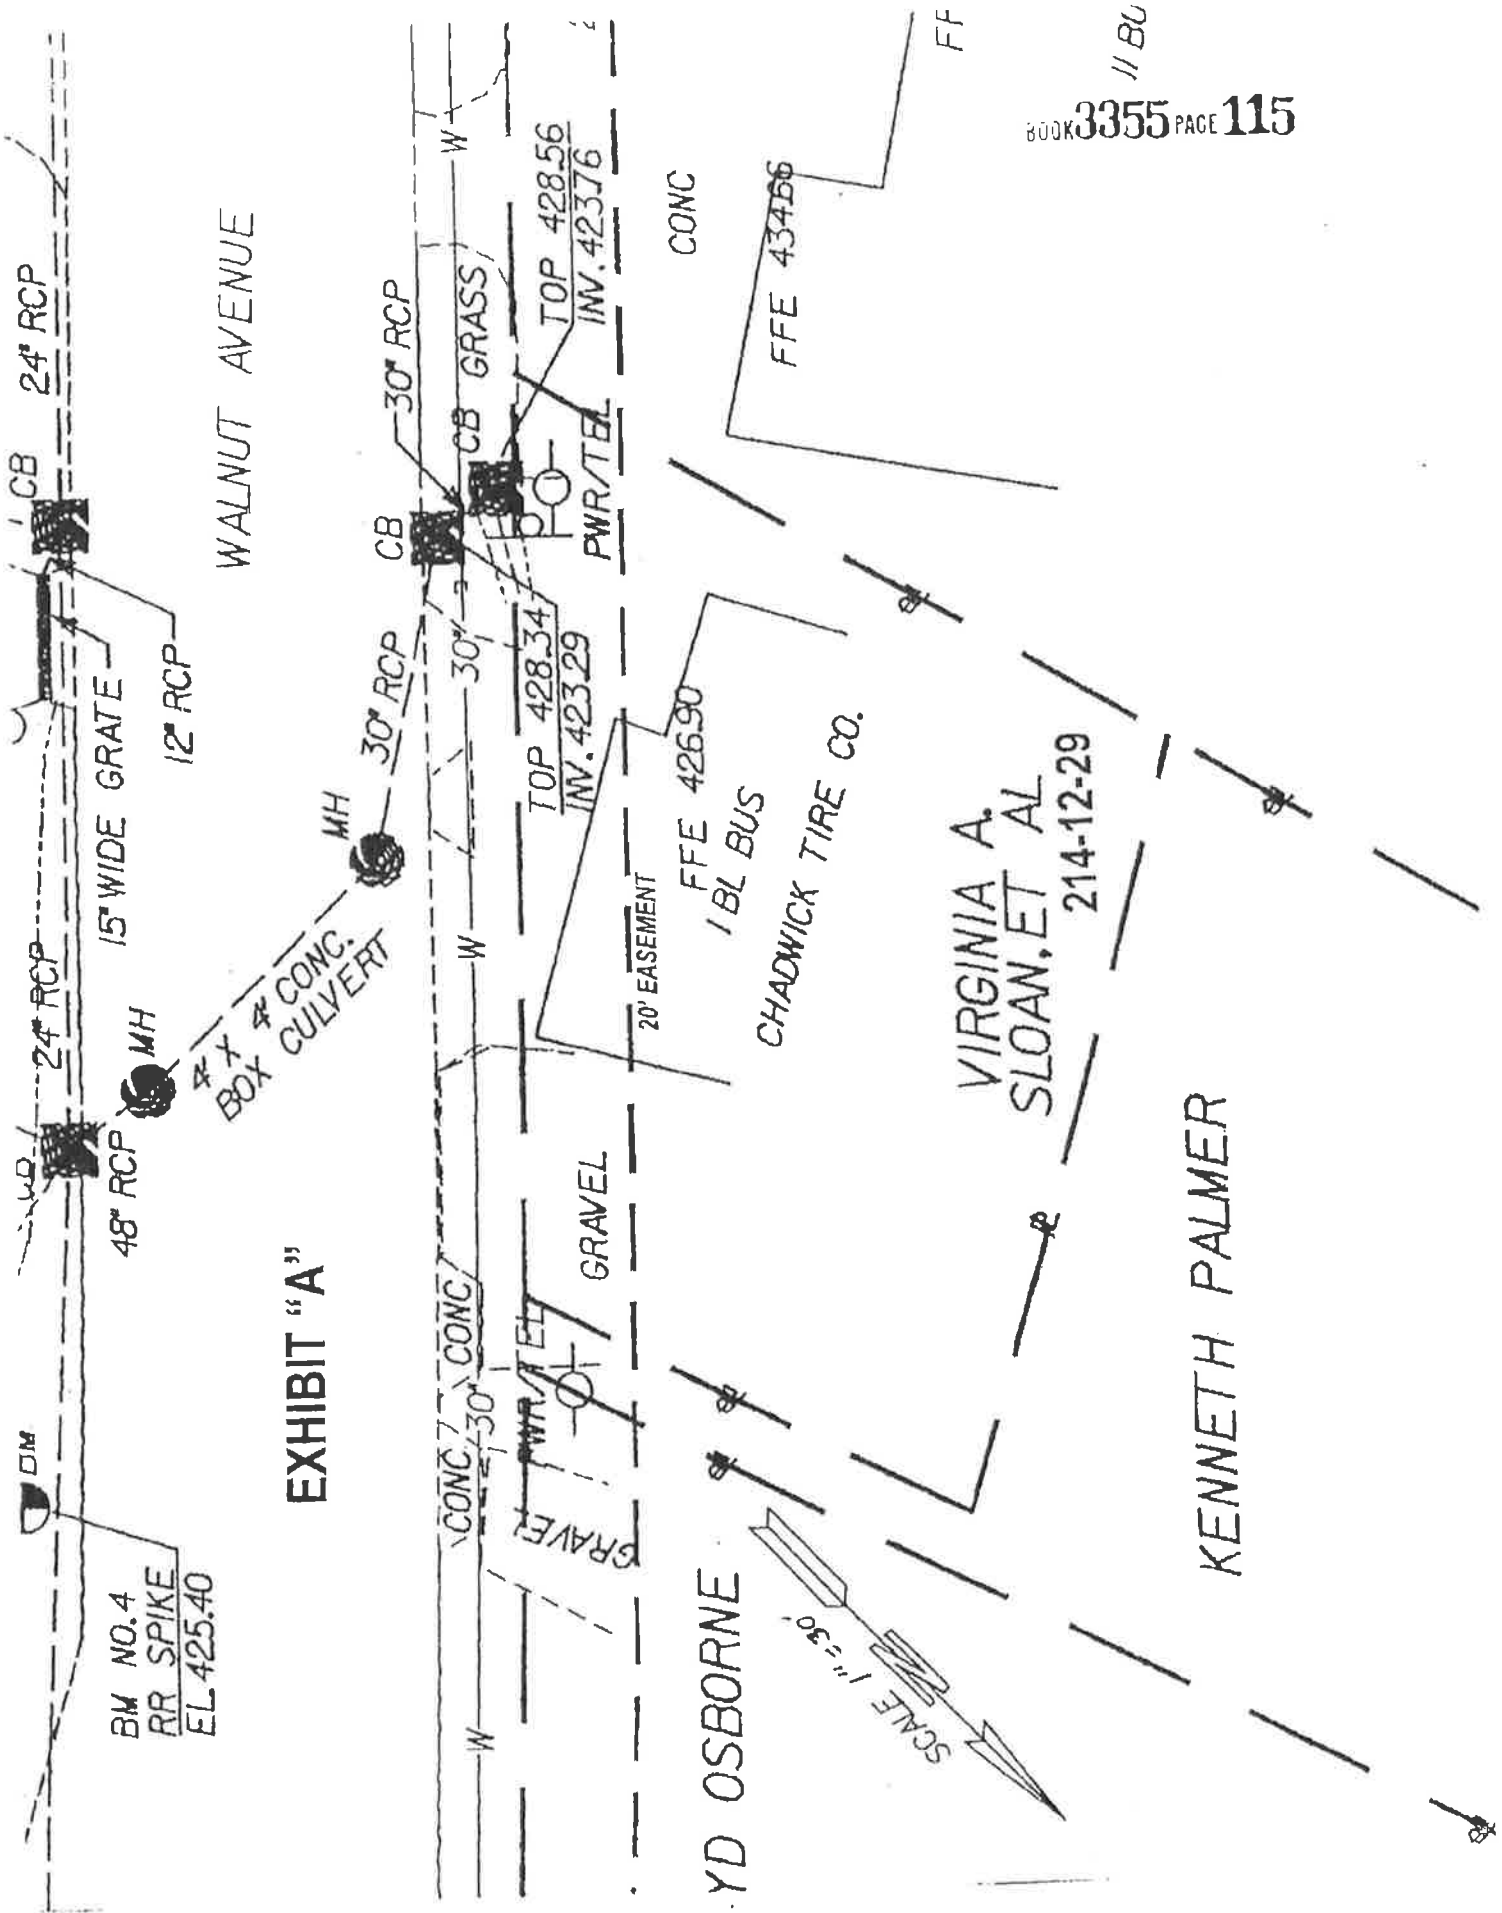 BOOK 3355 PAGE 115
CB
24" RCP
WALNUT AVENUE
15" WIDE GRATE
12" RCP
24" RCP
MH
4' X 4' CONC.
BOX CULVERT
MH
30" RCP
CB
30" RCP
CB
GRASS
W
TOP 428.56
INV. 423.76
PWR/TEL
CONC
FFE 434.66
FF
11 BU
30"
TOP 428.34
INV. 423.29
W
20' EASEMENT
FFE 426.90
1 BL BUS
CHADWICK TIRE CO.
VIRGINIA A.
SLOAN, ET AL
214-12-29
KENNETH PALMER
CB
48" RCP
EXHIBIT "A"
BM
BM NO.4
RR SPIKE
EL.425.40
CONC
CONC
30"
PWR/TEL
GRAVEL
GRAVEL
W
YD OSBORNE
SCALE 1"=30'
N